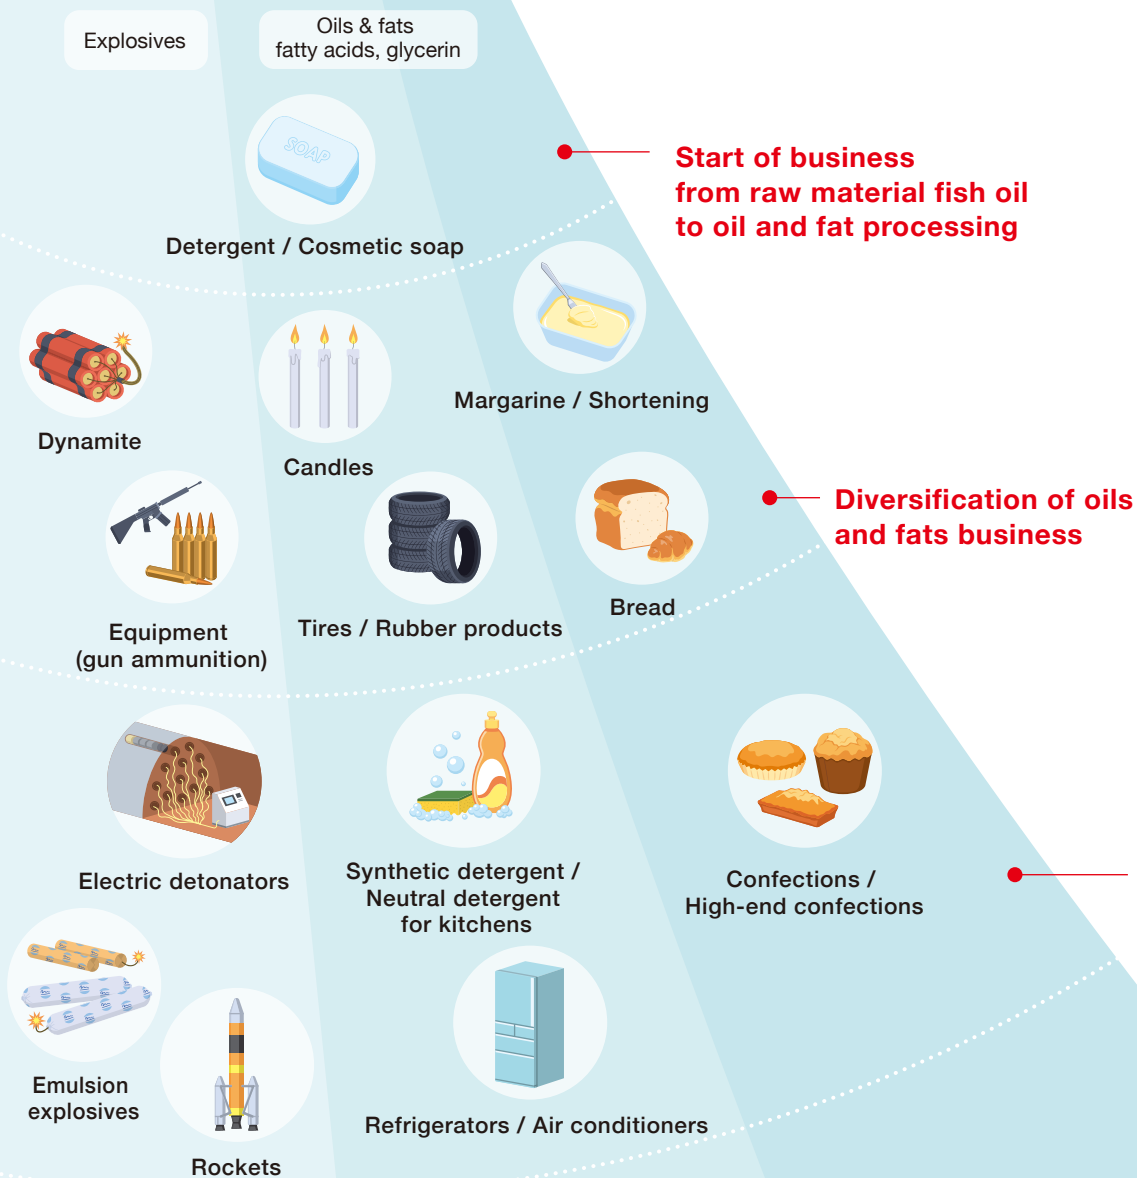 Explosives
Oils & fats
fatty acids, glycerin
SOAP
Start of business
from raw material fish oil
to oil and fat processing
Detergent / Cosmetic soap
Margarine / Shortening
Dynamite
Candles
Diversification of oils
and fats business
Bread
Equipment
(gun ammunition)
Tires / Rubber products
Electric detonators
Synthetic detergent /
Neutral detergent
for kitchens
Confections /
High-end confections
Emulsion
explosives
Refrigerators / Air conditioners
Rockets